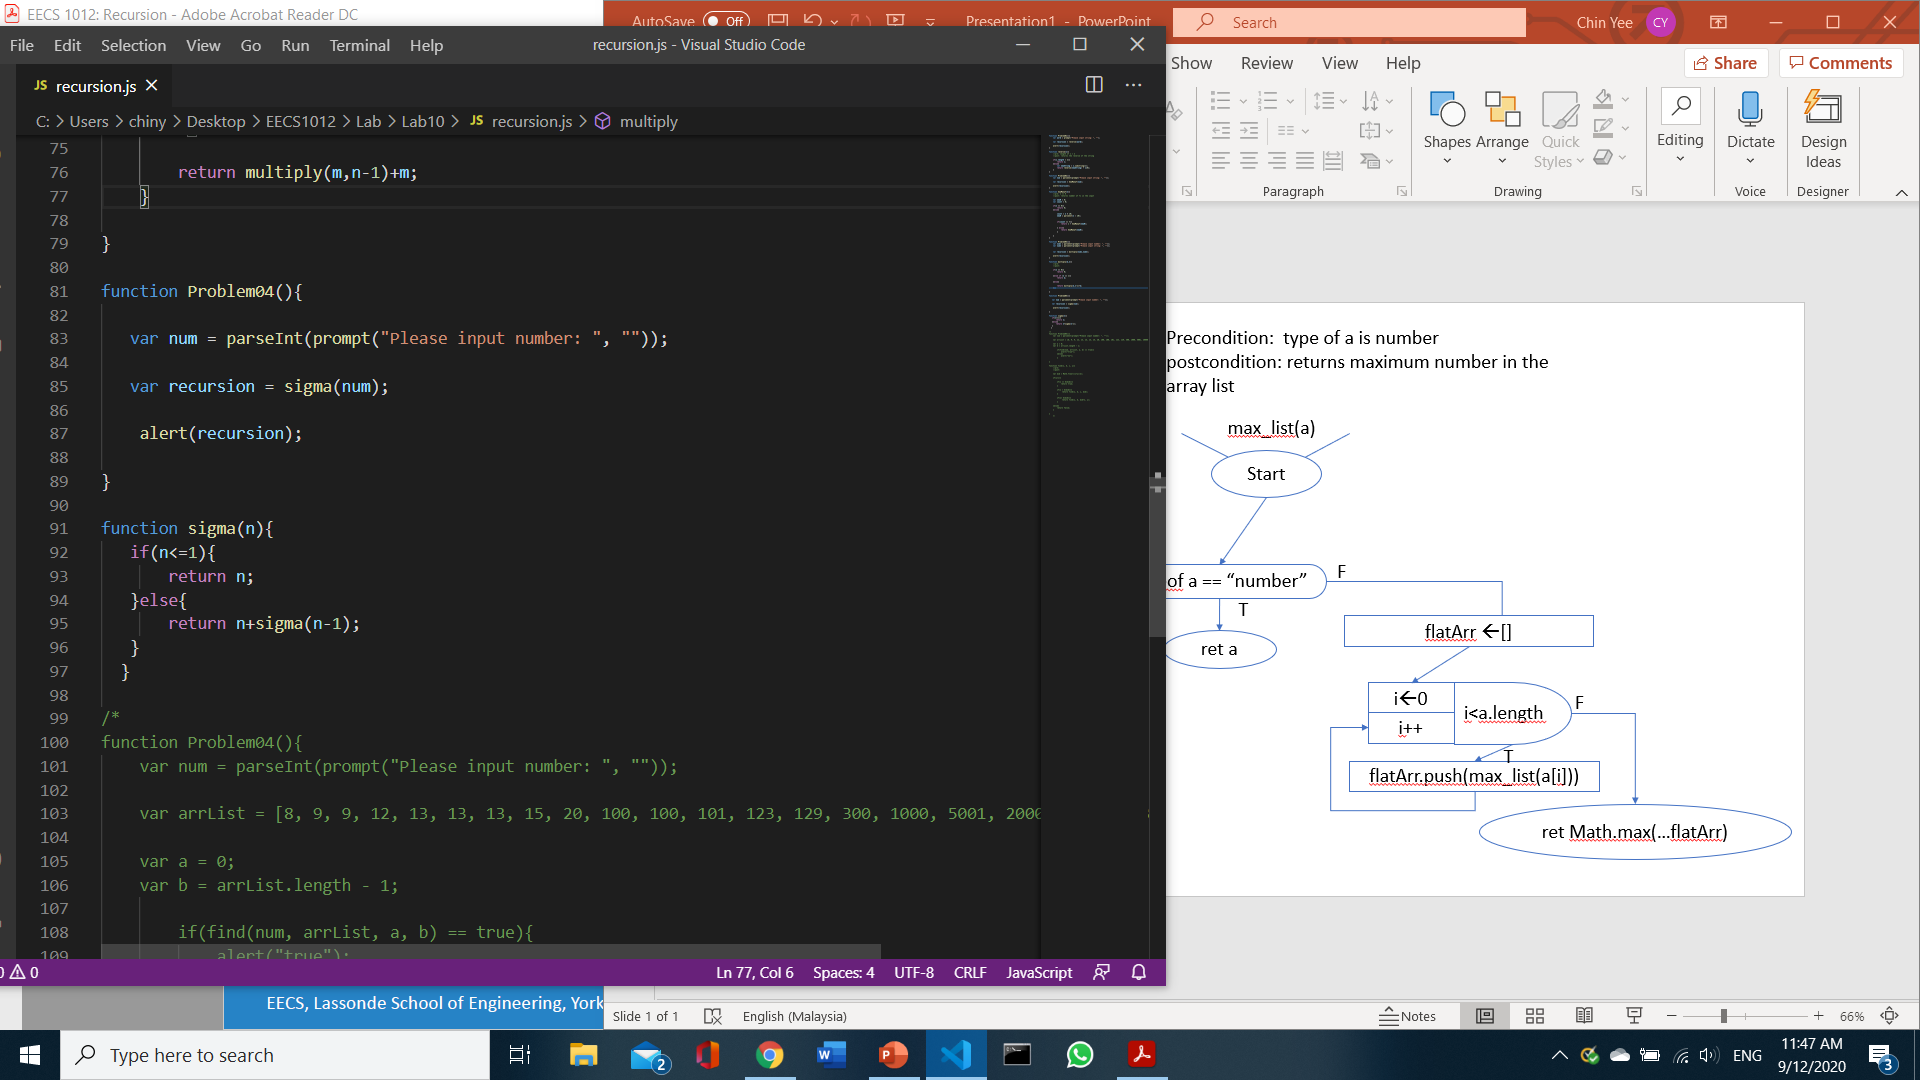 EECS 1012: Recursion - Adobe Acrobat Reader DC
AutoSave Off Presentation1 - PowerPoint Search Chin Yee CY
File Edit Selection View Go Run Terminal Help recursion.js - Visual Studio Code
Show Review View Help Share Comments
JS recursion.js
C: > Users > chiny > Desktop > EECS1012 > Lab > Lab10 > JS recursion.js > multiply
Shapes Arrange Quick Styles Editing Dictate Design Ideas
Paragraph Drawing Voice Designer
75
76 return multiply(m,n-1)+m;
77 }
78
79 }
80
81 function Problem04(){
82
83 var num = parseInt(prompt("Please input number: ", ""));
84
85 var recursion = sigma(num);
86
87 alert(recursion);
88
89 }
90
91 function sigma(n){
92 if(n<=1){
93 return n;
94 }else{
95 return n+sigma(n-1);
96 }
97 }
98
99 /*
100 function Problem04(){
101 var num = parseInt(prompt("Please input number: ", ""));
102
103 var arrList = [8, 9, 9, 12, 13, 13, 13, 15, 20, 100, 100, 101, 123, 129, 300, 1000, 5001, 2000
104
105 var a = 0;
106 var b = arrList.length - 1;
107
108 if(find(num, arrList, a, b) == true){
109 alert("true");
Precondition: type of a is number
postcondition: returns maximum number in the
array list
max_list(a)
Start
of a == “number”
F
T
ret a
flatArr ←[]
i←0
i++
i<a.length
F
T
flatArr.push(max_list(a[i]))
ret Math.max(...flatArr)
0 Ln 77, Col 6 Spaces: 4 UTF-8 CRLF JavaScript
EECS, Lassonde School of Engineering, York
Slide 1 of 1 English (Malaysia) Notes 66%
Type here to search
2
ENG
11:47 AM
9/12/2020
3